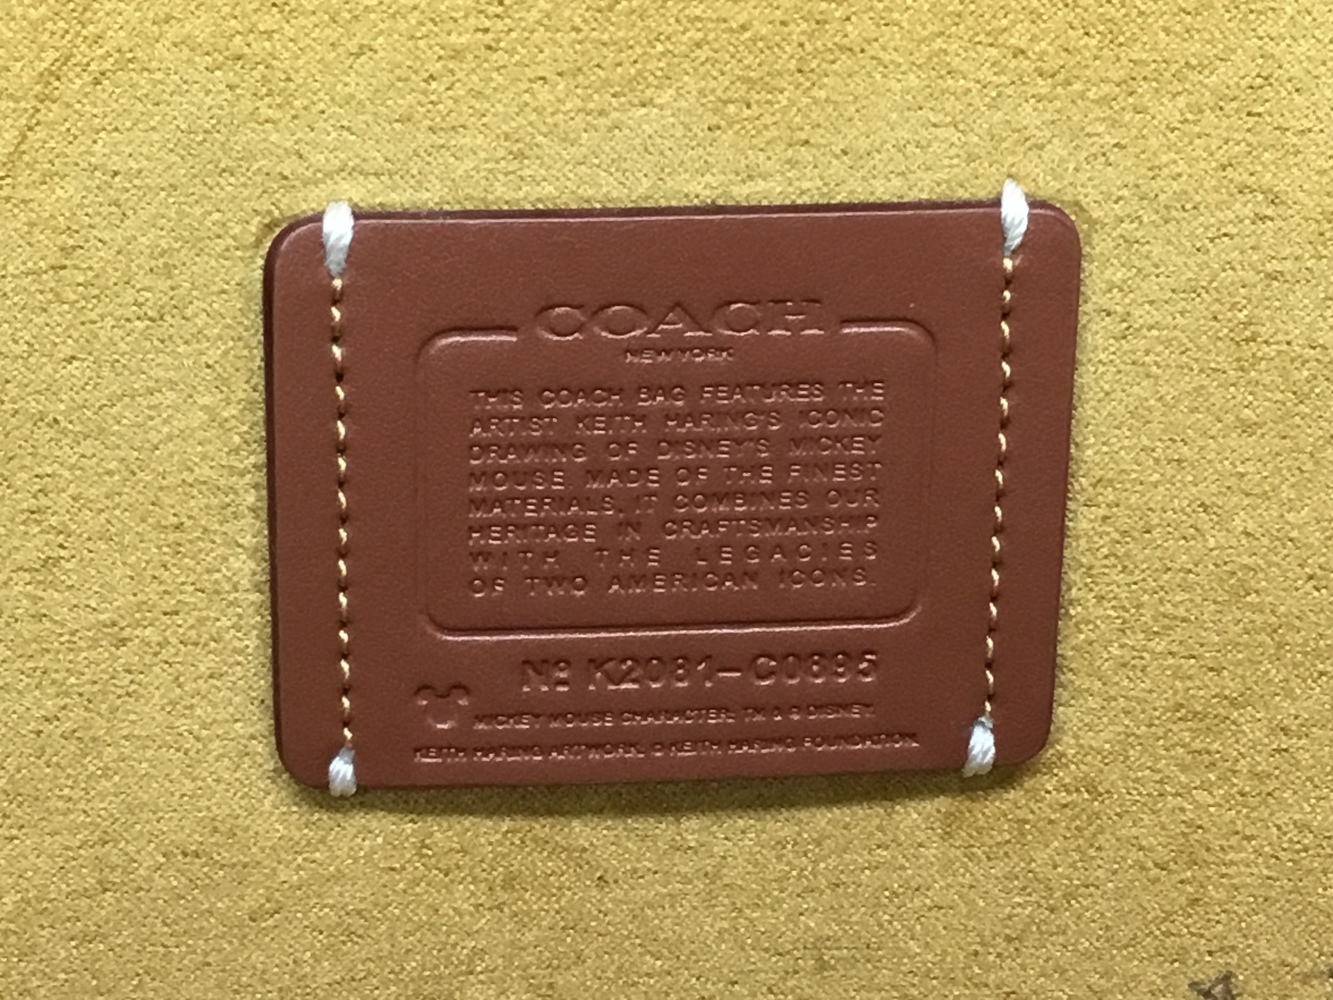 COACH
NEW YORK
THIS COACH BAG FEATURES THE
ARTIST KEITH HARING'S ICONIC
DRAWING OF DISNEY'S MICKEY
MOUSE MADE OF THE FINEST
MATERIALS, IT COMBINES OUR
HERITAGE IN CRAFTSMANSHIP
WITH THE LEGACIES
OF TWO AMERICAN ICONS.
Nº K2081-C0895
MICKEY MOUSE CHARACTER: TM & © DISNEY.
KEITH HARING ARTWORK, © KEITH HARING FOUNDATION.